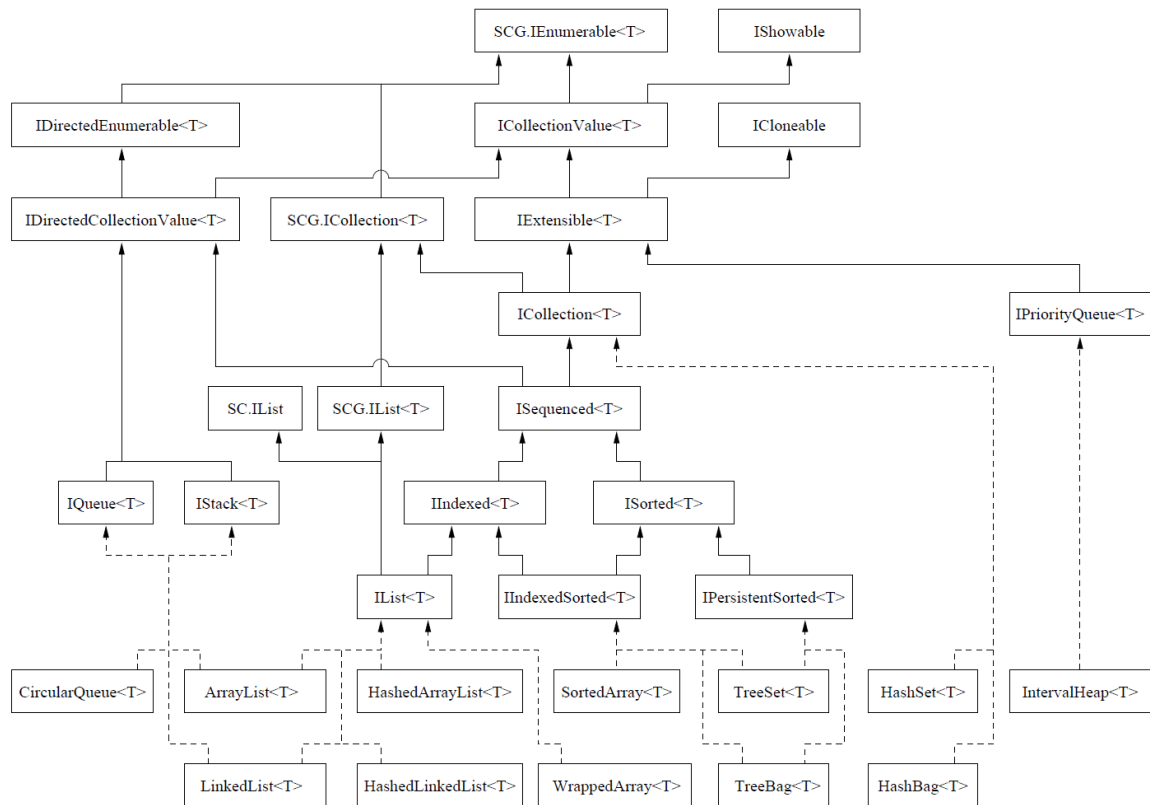 SCG.IEnumerable<T>
IShowable
IDirectedEnumerable<T>
ICollectionValue<T>
ICloneable
IDirectedCollectionValue<T>
SCG.ICollection<T>
IExtensible<T>
ICollection<T>
IPriorityQueue<T>
SC.IList
SCG.IList<T>
ISequenced<T>
IQueue<T>
IStack<T>
IIndexed<T>
ISorted<T>
IList<T>
IIndexedSorted<T>
IPersistentSorted<T>
CircularQueue<T>
ArrayList<T>
HashedArrayList<T>
SortedArray<T>
TreeSet<T>
HashSet<T>
IntervalHeap<T>
LinkedList<T>
HashedLinkedList<T>
WrappedArray<T>
TreeBag<T>
HashBag<T>